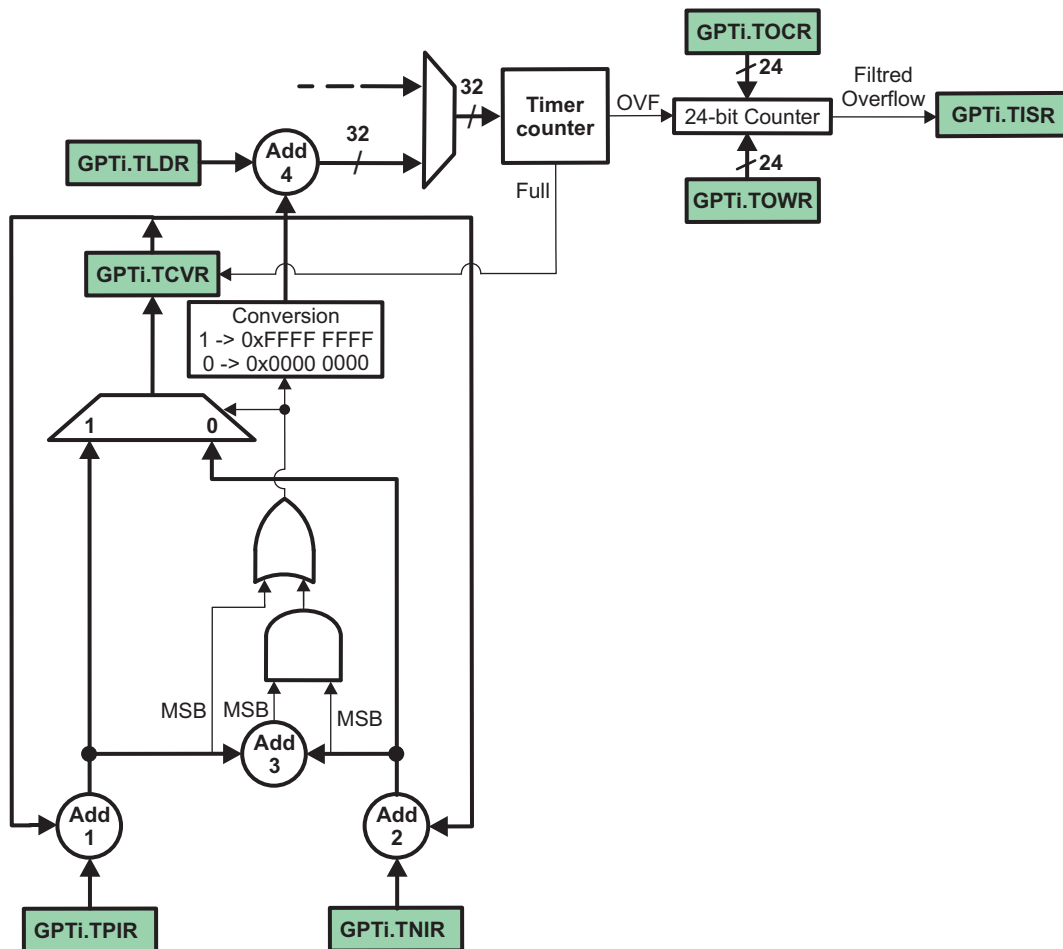 GPTi.TOCR
24
32
Timer
counter
OVF
24-bit Counter
Filtred
Overflow
GPTi.TISR
24
GPTi.TOWR
GPTi.TLDR
Add
4
32
Full
GPTi.TCVR
Conversion
1 -> 0xFFFF FFFF
0 -> 0x0000 0000
1
0
MSB
MSB
MSB
Add
3
Add
1
Add
2
GPTi.TPIR
GPTi.TNIR